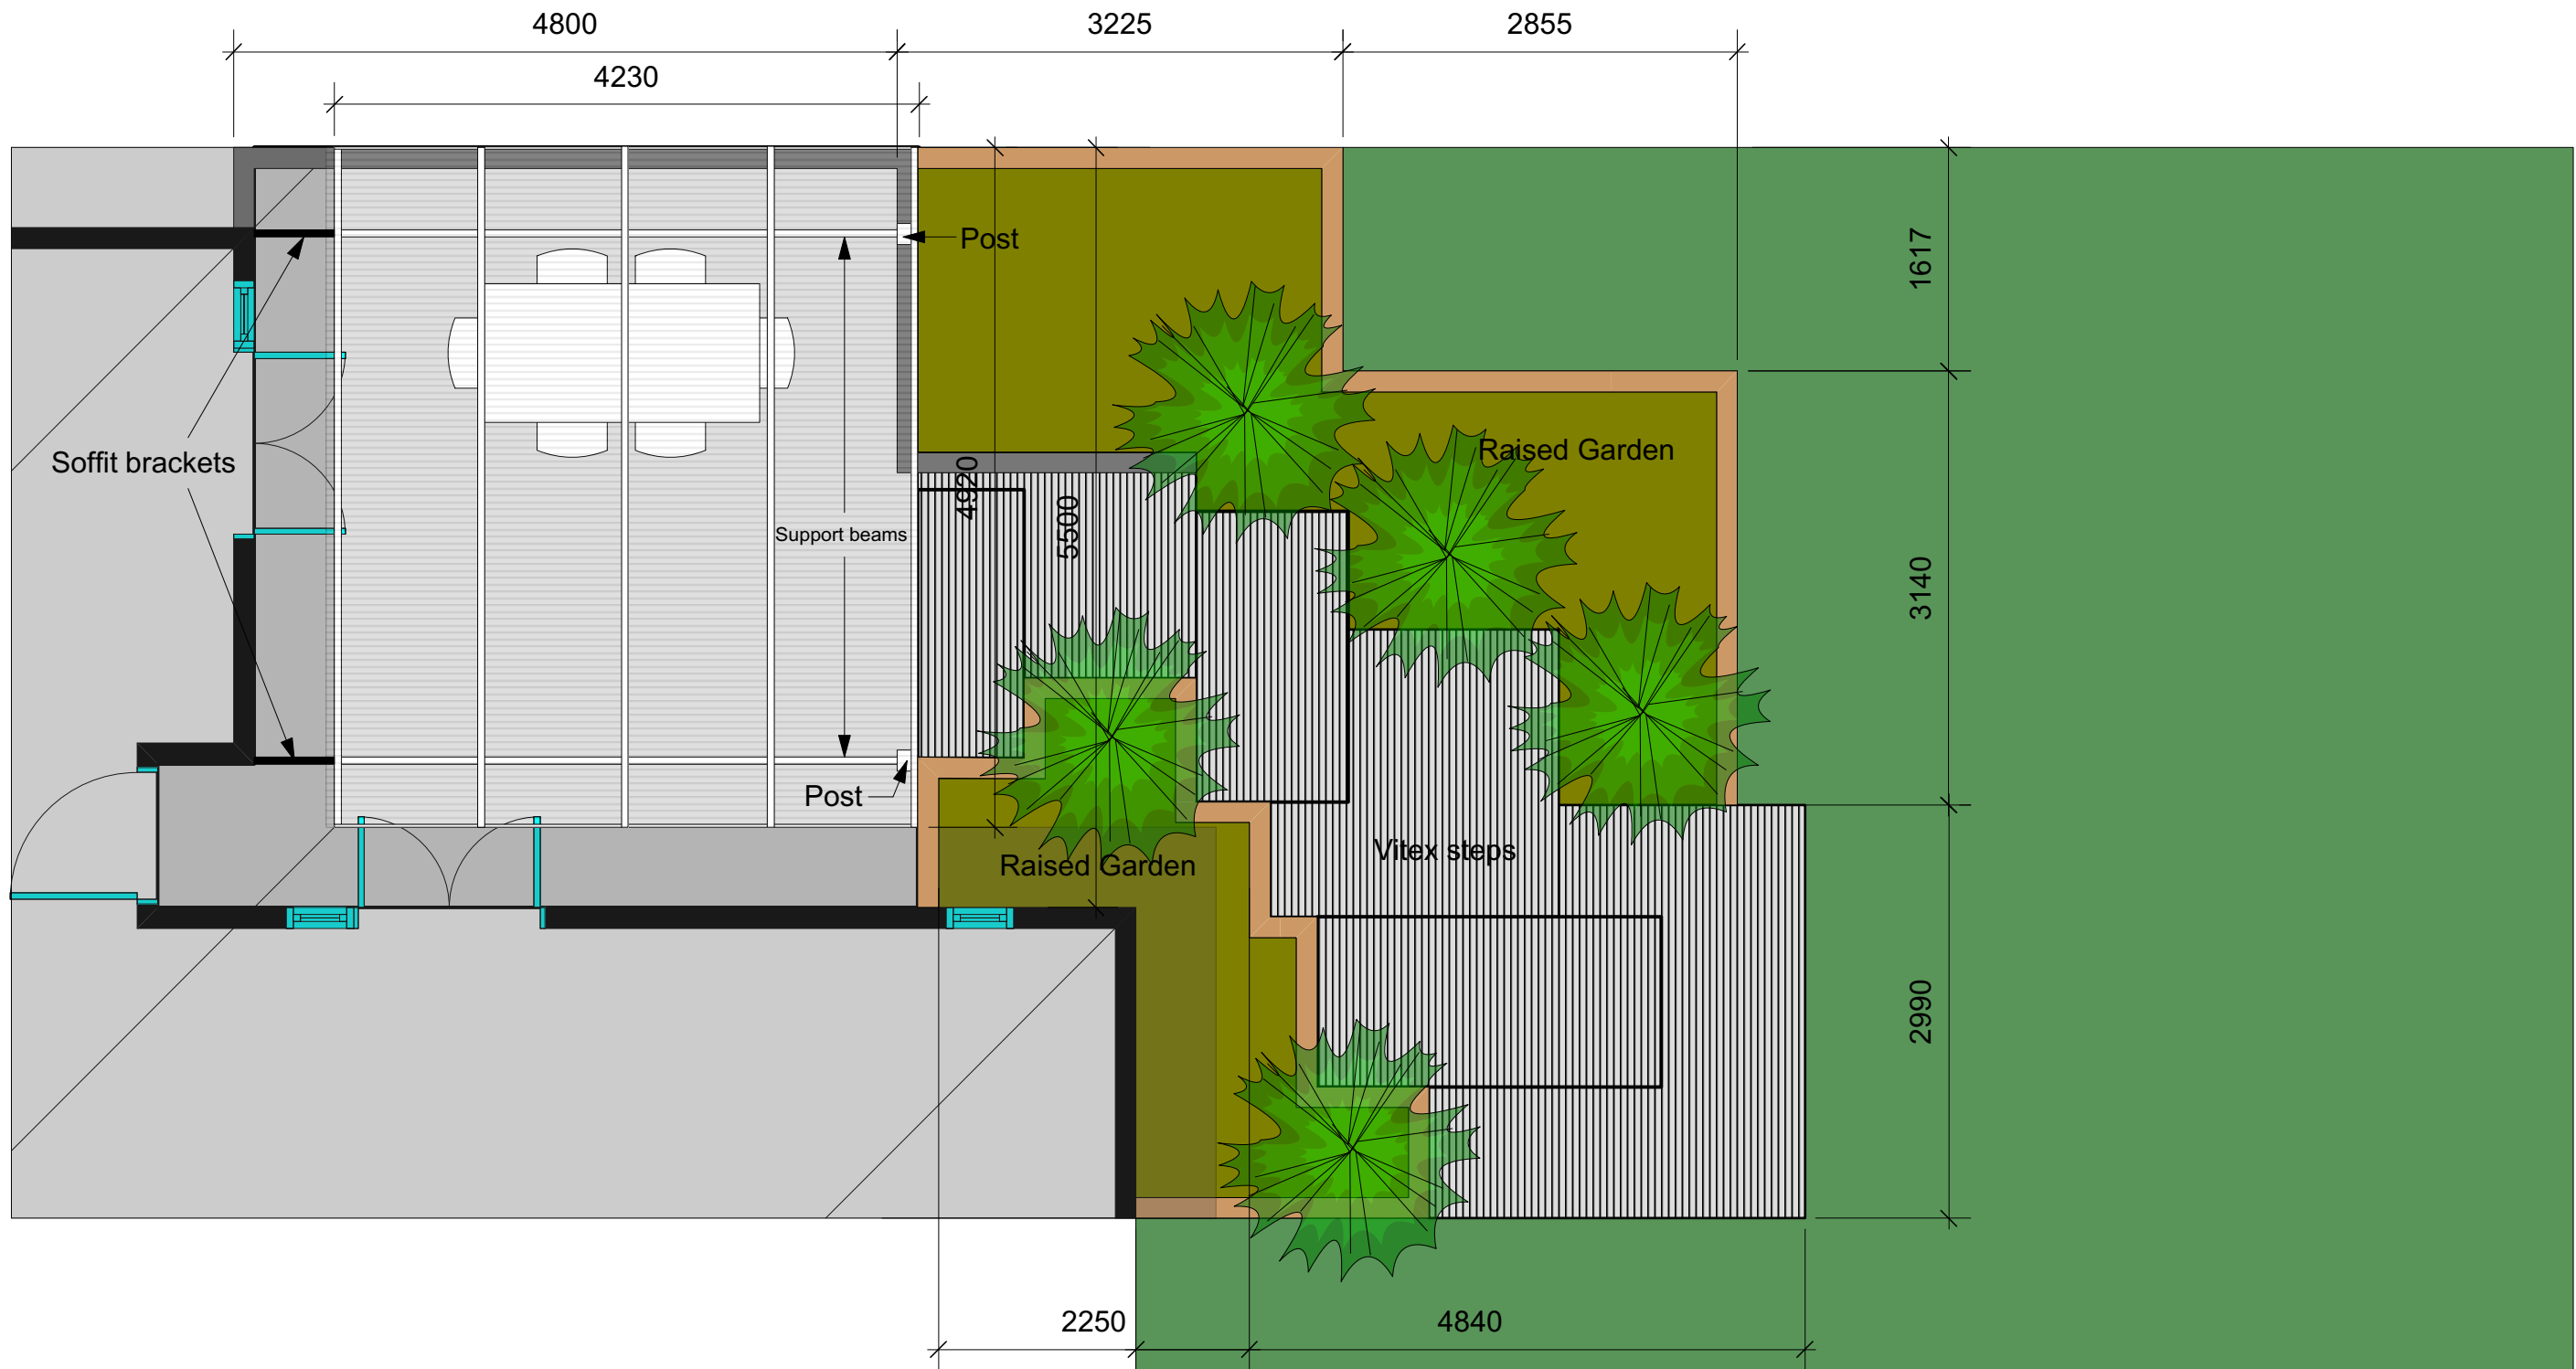 4800
3225
2855
4230
Post
1617
Soffit brackets
Raised Garden
4920
5500
Support beams
3140
Post
Raised Garden
Vitex steps
2990
2250
4840